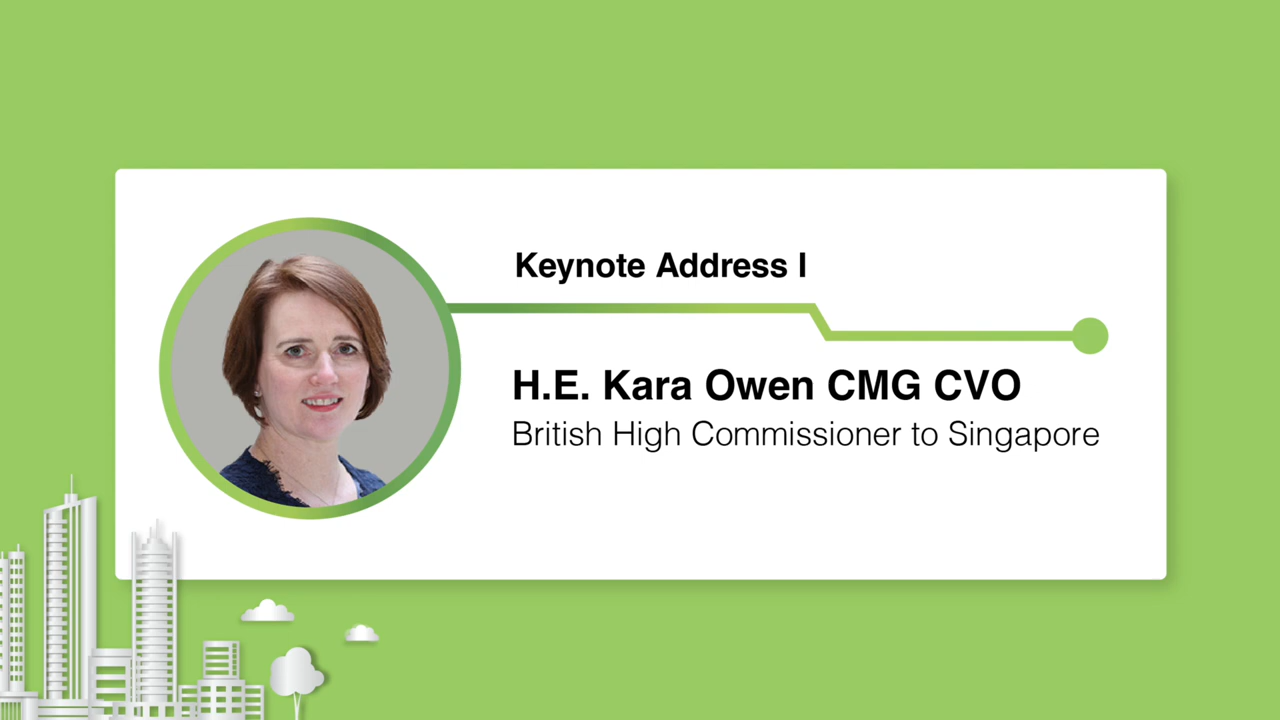 Keynote Address I
H.E. Kara Owen CMG CVO
British High Commissioner to Singapore